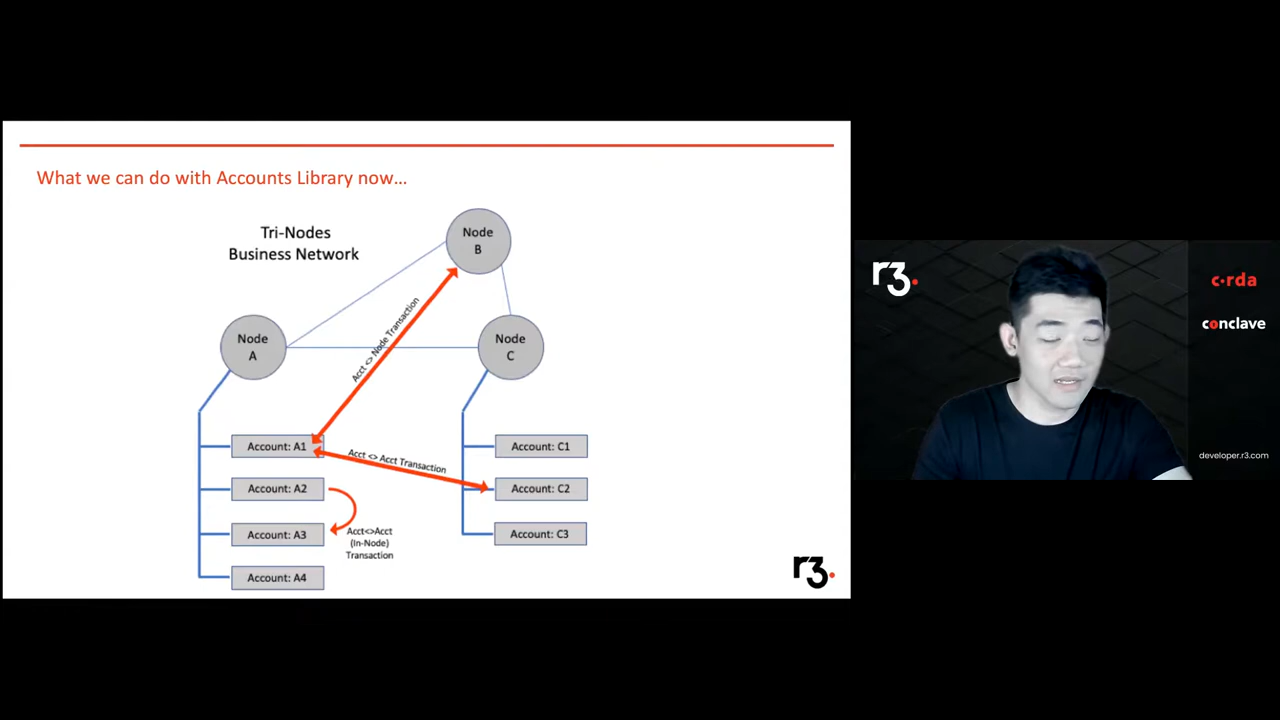 What we can do with Accounts Library now...
Tri-Nodes
Business Network
Node
B
Node
A
Node
C
Acct <> Node Transaction
Account: A1
Acct <> Acct Transaction
Account: C1
Account: A2
Account: C2
Account: A3
Acct<>Acct
(In-Node)
Transaction
Account: C3
Account: A4
r3.
r3.
c·rda
conclave
developer.r3.com